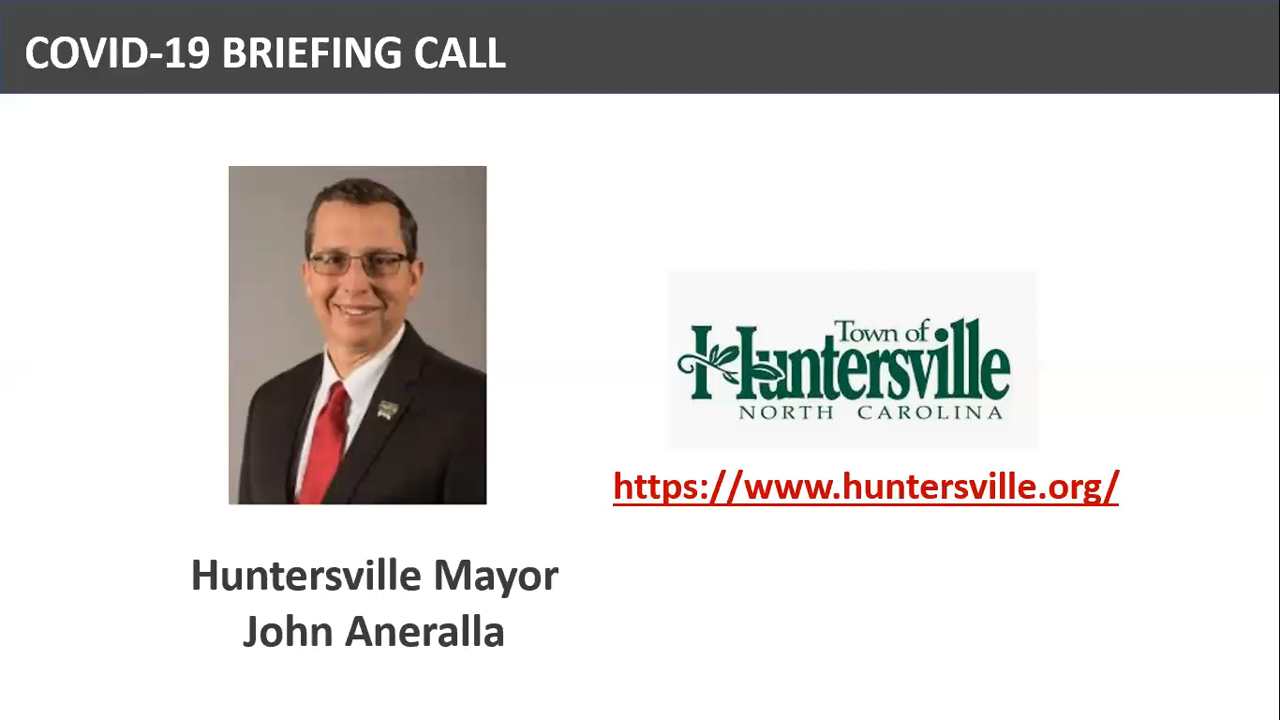 COVID-19 BRIEFING CALL
Town of
Huntersville
NORTH CAROLINA
https://www.huntersville.org/
Huntersville Mayor
John Aneralla